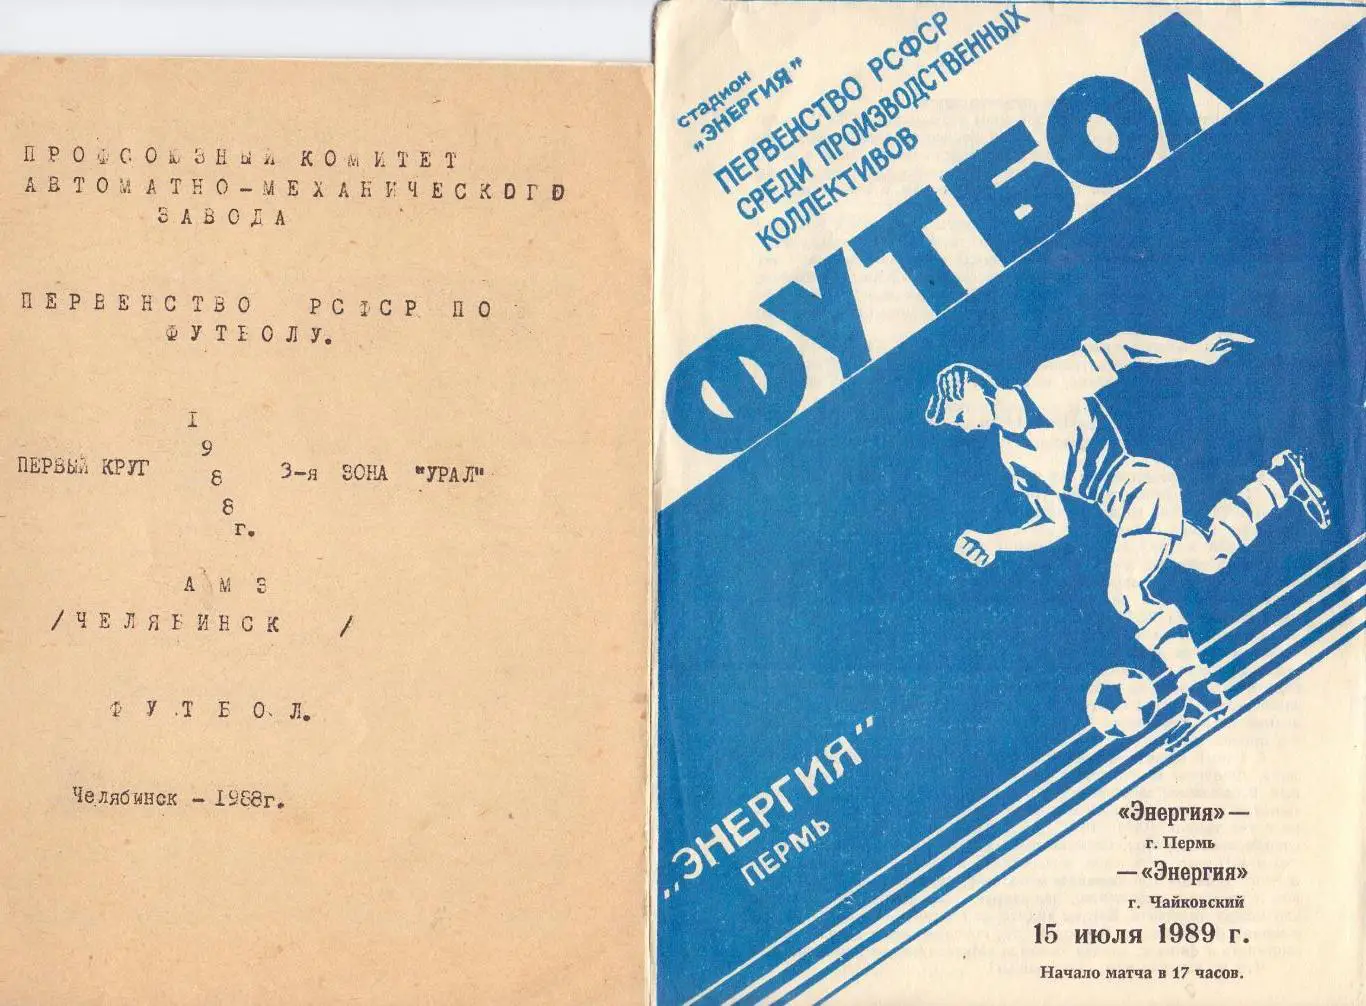 ПРОФСОЮЗНЫЙ КОМИТЕТ
АВТОМАТНО-МЕХАНИЧЕСКОГО
ЗАВОДА
ПЕРВЕНСТВО РСФСР ПО
ФУТБОЛУ.
I
9
8
8
г.
ПЕРВЫЙ КРУГ
3-я ЗОНА "УРАЛ"
АМЗ
/ЧЕЛЯБИНСК /
ФУТБОЛ.
Челябинск - 1988г.
стадион
„ЭНЕРГИЯ”
ПЕРВЕНСТВО РСФСР
СРЕДИ ПРОИЗВОДСТВЕННЫХ
КОЛЛЕКТИВОВ
ФУТБОЛ
„ЭНЕРГИЯ”
ПЕРМЬ
«Энергия» —
г. Пермь
— «Энергия»
г. Чайковский
15 июля 1989 г.
Начало матча в 17 часов.